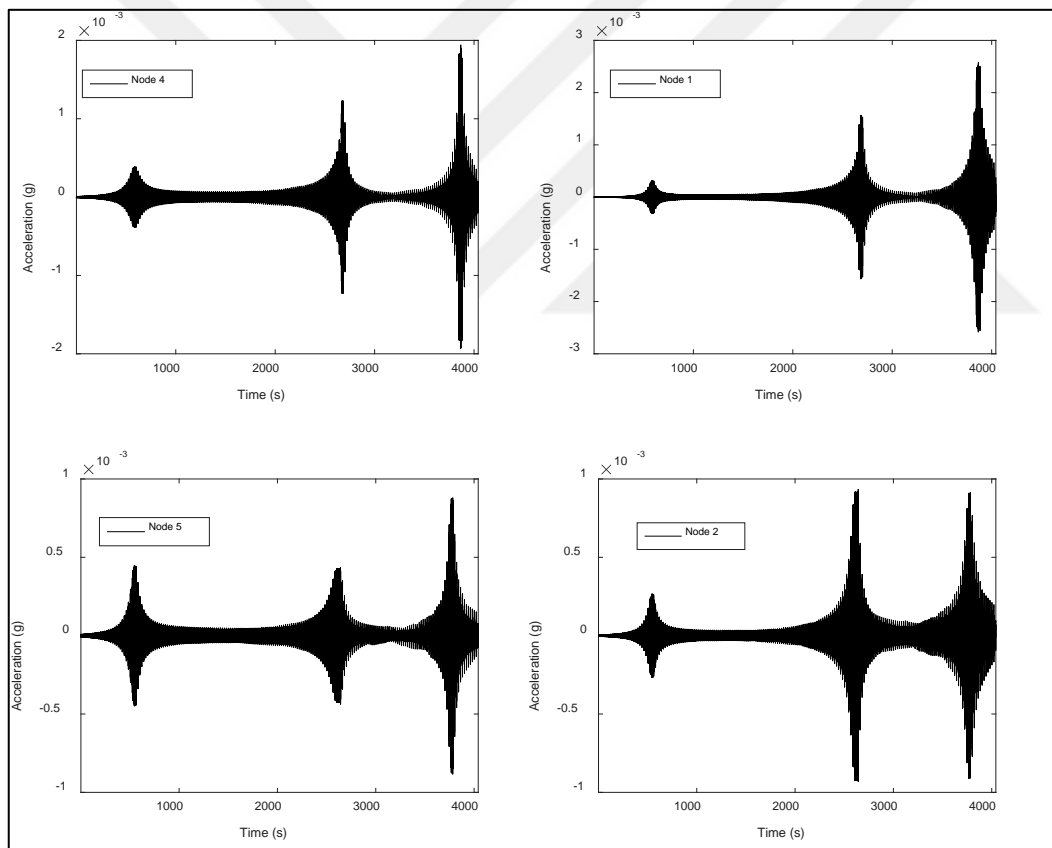 × 10 -3
2
1
0
-1
-2
Acceleration (g)
Node 4
1000 2000 3000 4000
Time (s)
× 10 -3
3
2
1
0
-1
-2
-3
Acceleration (g)
Node 1
1000 2000 3000 4000
Time (s)
× 10 -3
1
0.5
0
-0.5
-1
Acceleration (g)
Node 5
1000 2000 3000 4000
Time (s)
× 10 -3
1
0.5
0
-0.5
-1
Acceleration (g)
Node 2
1000 2000 3000 4000
Time (s)